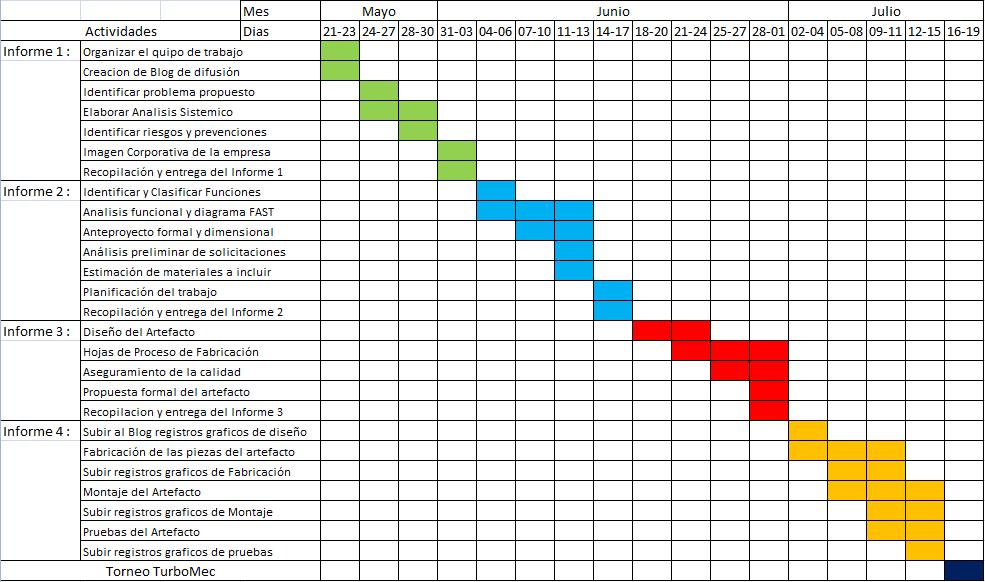 Mes Mayo Junio Julio
Actividades Dias 21-23 24-27 28-30 31-03 04-06 07-10 11-13 14-17 18-20 21-24 25-27 28-01 02-04 05-08 09-11 12-15 16-19
Informe 1 : Organizar el quipo de trabajo
Creacion de Blog de difusión
Identificar problema propuesto
Elaborar Analisis Sistemico
Identificar riesgos y prevenciones
Imagen Corporativa de la empresa
Recopilación y entrega del Informe 1
Informe 2 : Identificar y Clasificar Funciones
Analisis funcional y diagrama FAST
Anteproyecto formal y dimensional
Análisis preliminar de solicitaciones
Estimación de materiales a incluir
Planificación del trabajo
Recopilación y entrega del Informe 2
Informe 3 : Diseño del Artefacto
Hojas de Proceso de Fabricación
Aseguramiento de la calidad
Propuesta formal del artefacto
Recopilacion y entrega del Informe 3
Informe 4 : Subir al Blog registros graficos de diseño
Fabricación de las piezas del artefacto
Subir registros graficos de Fabricación
Montaje del Artefacto
Subir registros graficos de Montaje
Pruebas del Artefacto
Subir registros graficos de pruebas
Torneo TurboMec